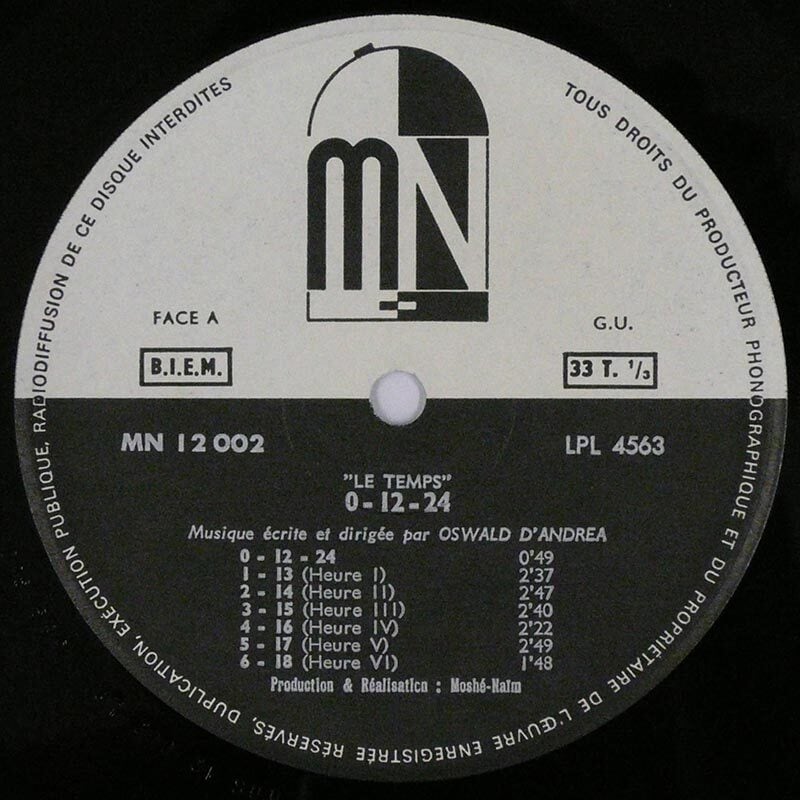 MN
TOUS DROITS DU PRODUCTEUR PHONOGRAPHIQUE ET DU PROPRIÉTAIRE DE L'ŒUVRE ENREGISTRÉE RÉSERVÉS, DUPLICATION, EXÉCUTION PUBLIQUE, RADIODIFFUSION DE CE DISQUE INTERDITES
FACE A
G.U.
B.I.E.M.
33 T. 1/3
MN 12 002
LPL 4563
"LE TEMPS"
0-12-24
Musique écrite et dirigée par OSWALD D'ANDREA
0 - 12 - 24 0'49
1 - 13 (Heure I) 2'37
2 - 14 (Heure II) 2'47
3 - 15 (Heure III) 2'40
4 - 16 (Heure IV) 2'22
5 - 17 (Heure V) 2'49
6 - 18 (Heure VI) 1'48
Production & Réalisation : Moshé-Naïm